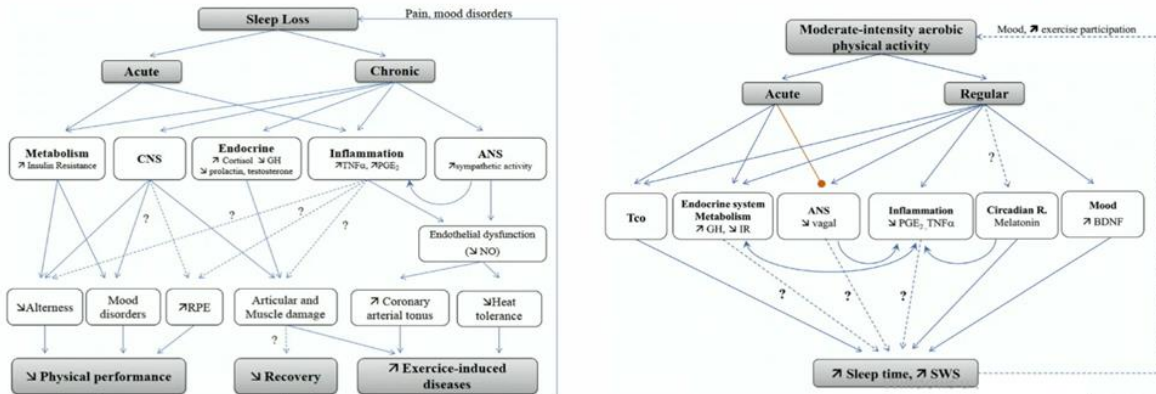 Sleep Loss
Pain, mood disorders
Acute
Chronic
Metabolism
↗ Insulin Resistance
CNS
Endocrine
↗ Cortisol ↘ GH
↘ prolactin, testosterone
Inflammation
↗TNFα, ↗PGE₂
ANS
↗sympathetic activity
?
?
?
?
Endothelial dysfunction
(↘ NO)
↘Alterness
Mood
disorders
↗RPE
Articular and
Muscle damage
↗ Coronary
arterial tonus
↘Heat
tolerance
?
↘ Physical performance
↘ Recovery
↗ Exercice-induced
diseases
Moderate-intensity aerobic
physical activity
Mood, ↗ exercise participation
Acute
Regular
?
Tco
Endocrine system
Metabolism
↗ GH, ↘ IR
ANS
↘ vagal
Inflammation
↘ PGE₂, TNFα
Circadian R.
Melatonin
Mood
↗ BDNF
?
?
?
↗ Sleep time, ↗ SWS